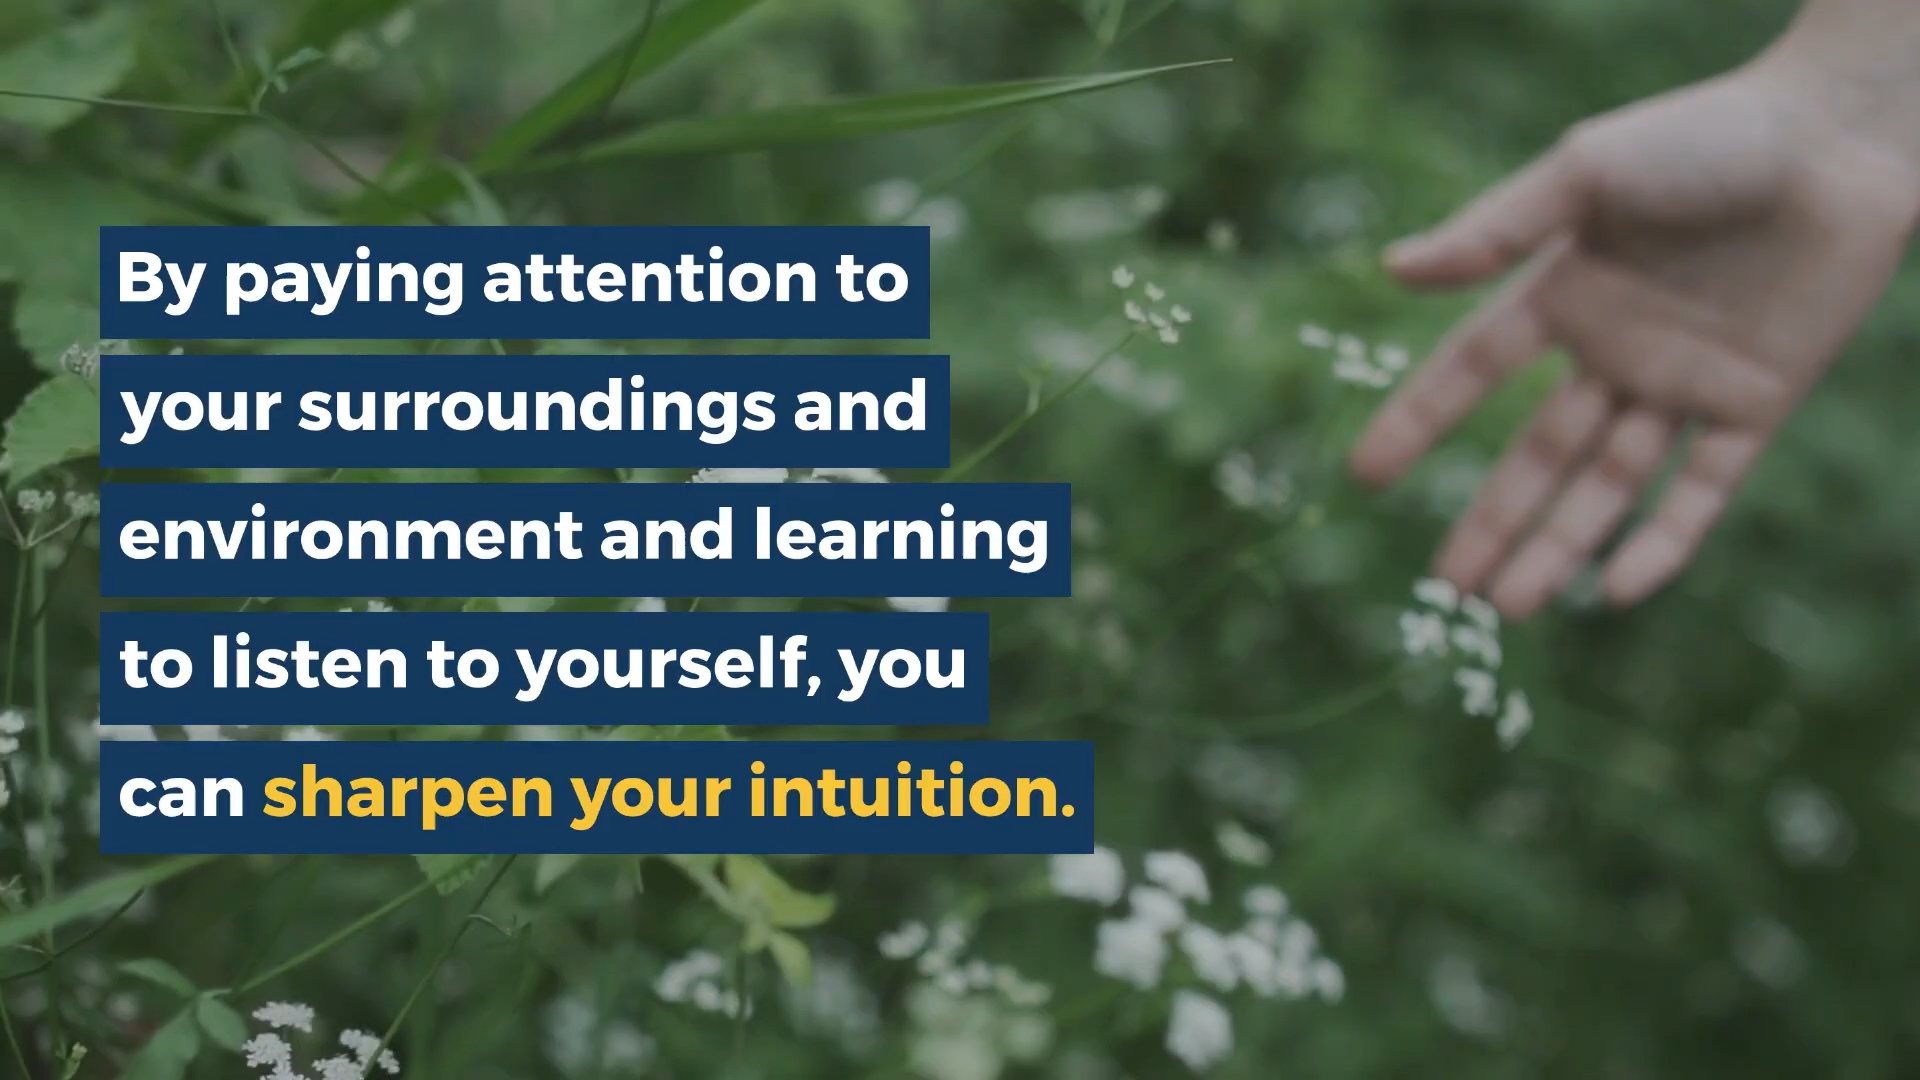 By paying attention to
your surroundings and
environment and learning
to listen to yourself, you
can sharpen your intuition.